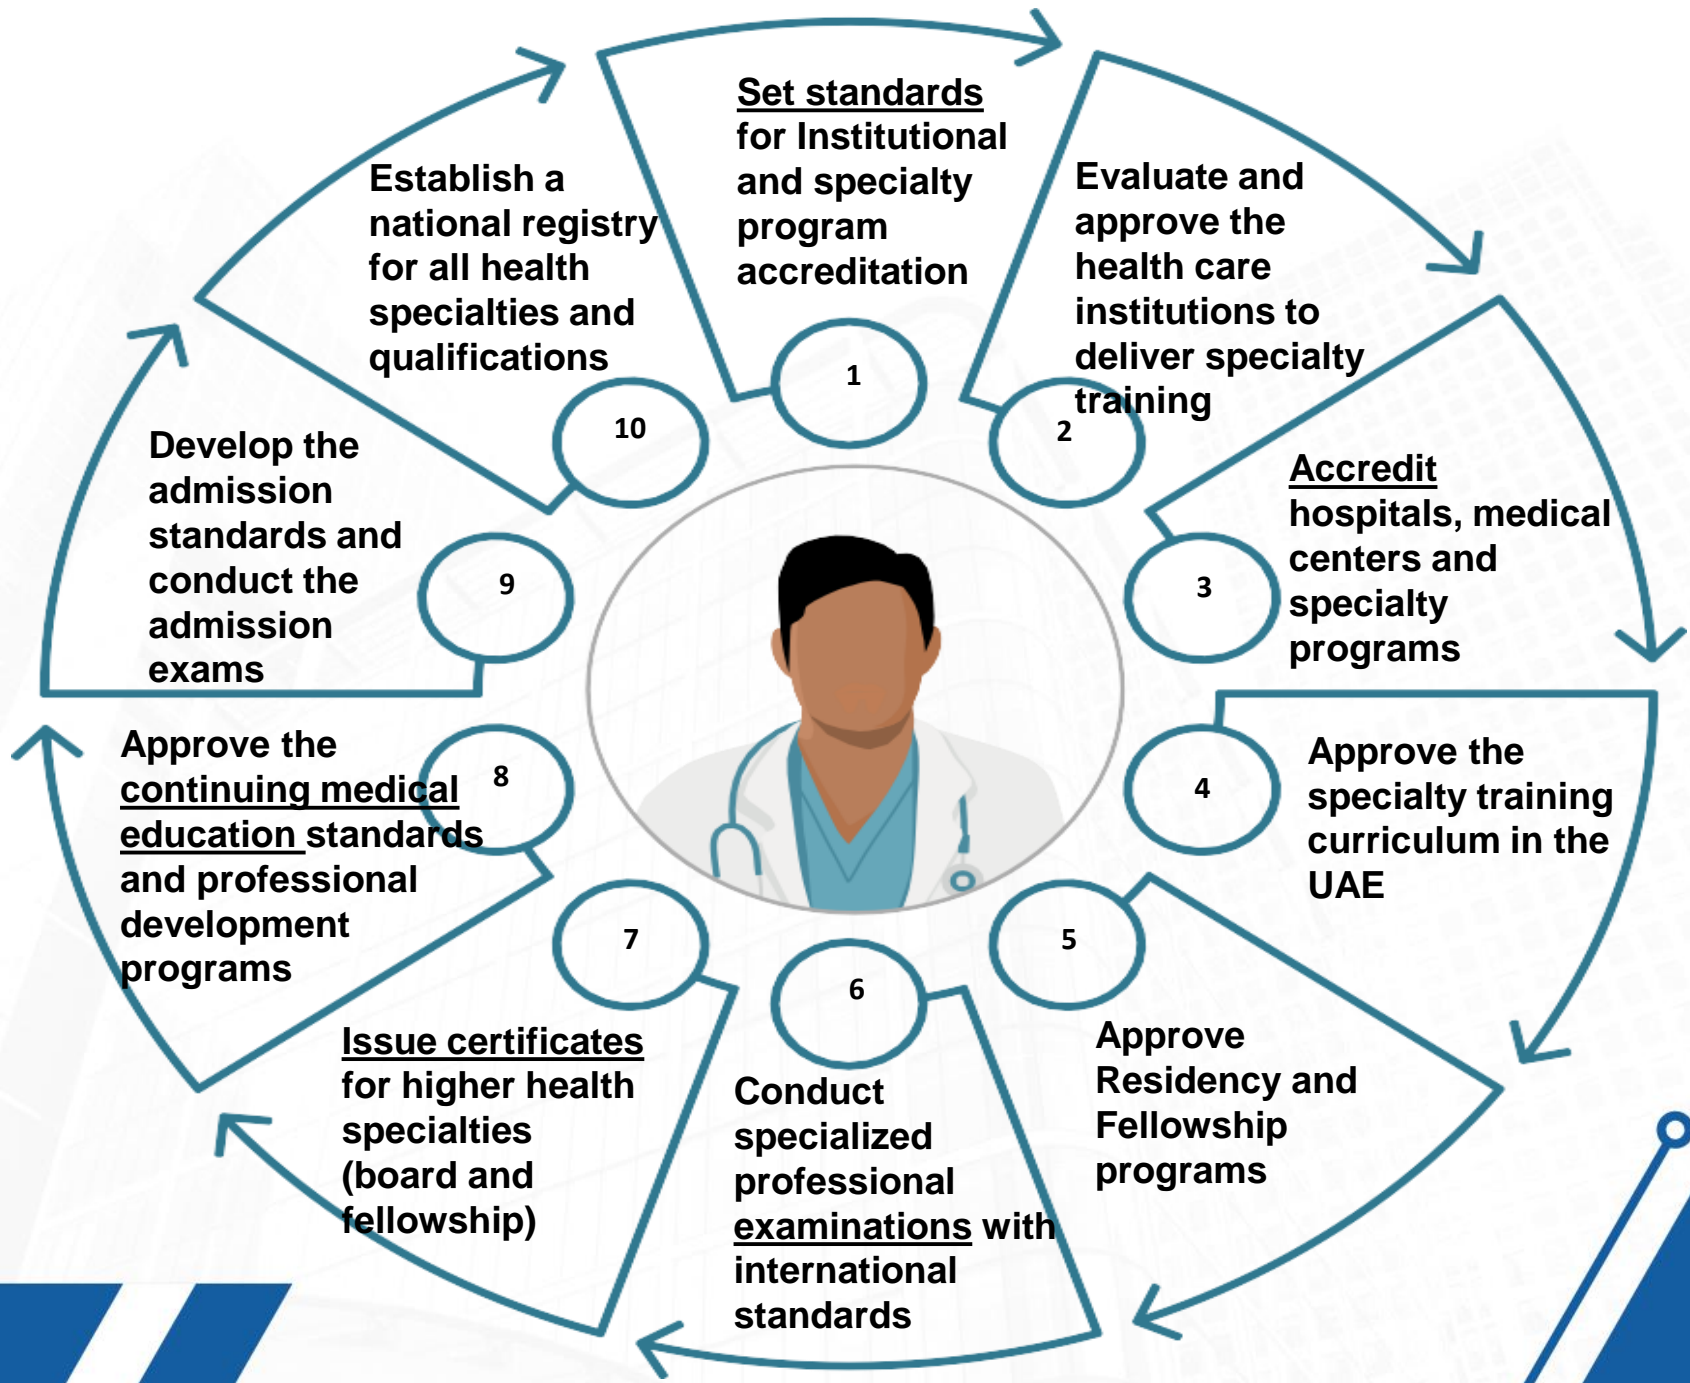 Set standards
for Institutional
and specialty
program
accreditation
1
Evaluate and
approve the
health care
institutions to
deliver specialty
training
2
Accredit
hospitals, medical
centers and
specialty
programs
3
Approve the
specialty training
curriculum in the
UAE
4
Approve
Residency and
Fellowship
programs
5
Conduct
specialized
professional
examinations with
international
standards
6
Issue certificates
for higher health
specialties
(board and
fellowship)
7
Approve the
continuing medical
education standards
and professional
development
programs
8
Develop the
admission
standards and
conduct the
admission
exams
9
Establish a
national registry
for all health
specialties and
qualifications
10